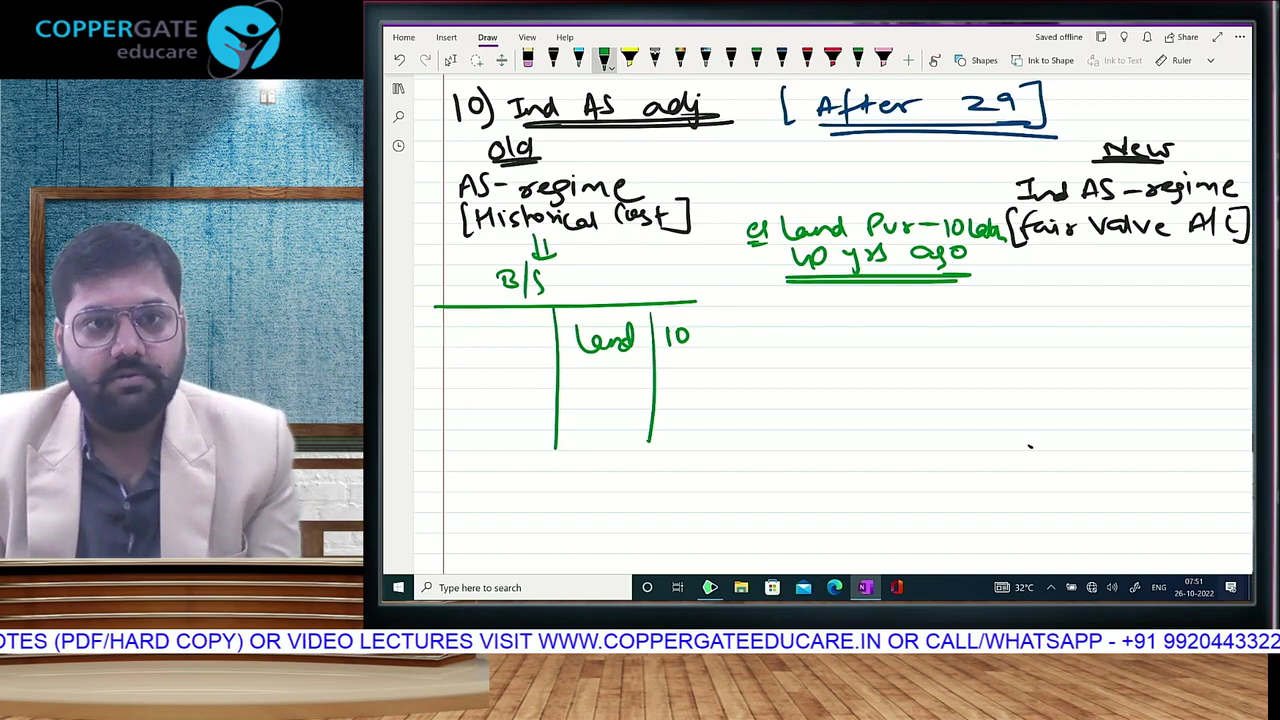 COPPERGATE
educare
Home Insert Draw View Help
Saved offline
Share
Shapes
Ink to Shape
Ink to Text
Ruler
10) Ind AS adj [After 29]
Old
New
AS-regime
Ind AS-regime
[Historical Cost]
[Fair Value A/C]
eg Land Pur-10
40 yrs ago
B/S
Land 10
Type here to search
32°C
ENG
07:51
26-10-2022
OTES (PDF/HARD COPY) OR VIDEO LECTURES VISIT WWW.COPPERGATEEDUCARE.IN OR CALL/WHATSAPP - +91 9920443322